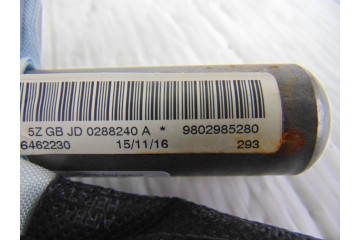 5Z GB JD 0288240 A * 9802985280
6462230 15/11/16 293